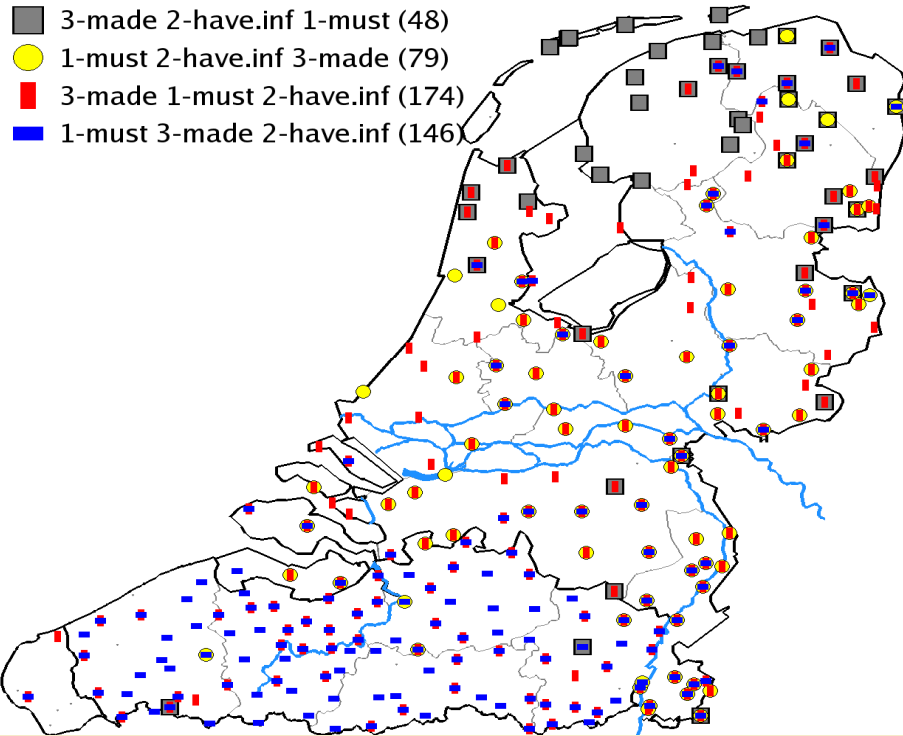 3-made 2-have.inf 1-must (48)
1-must 2-have.inf 3-made (79)
3-made 1-must 2-have.inf (174)
1-must 3-made 2-have.inf (146)